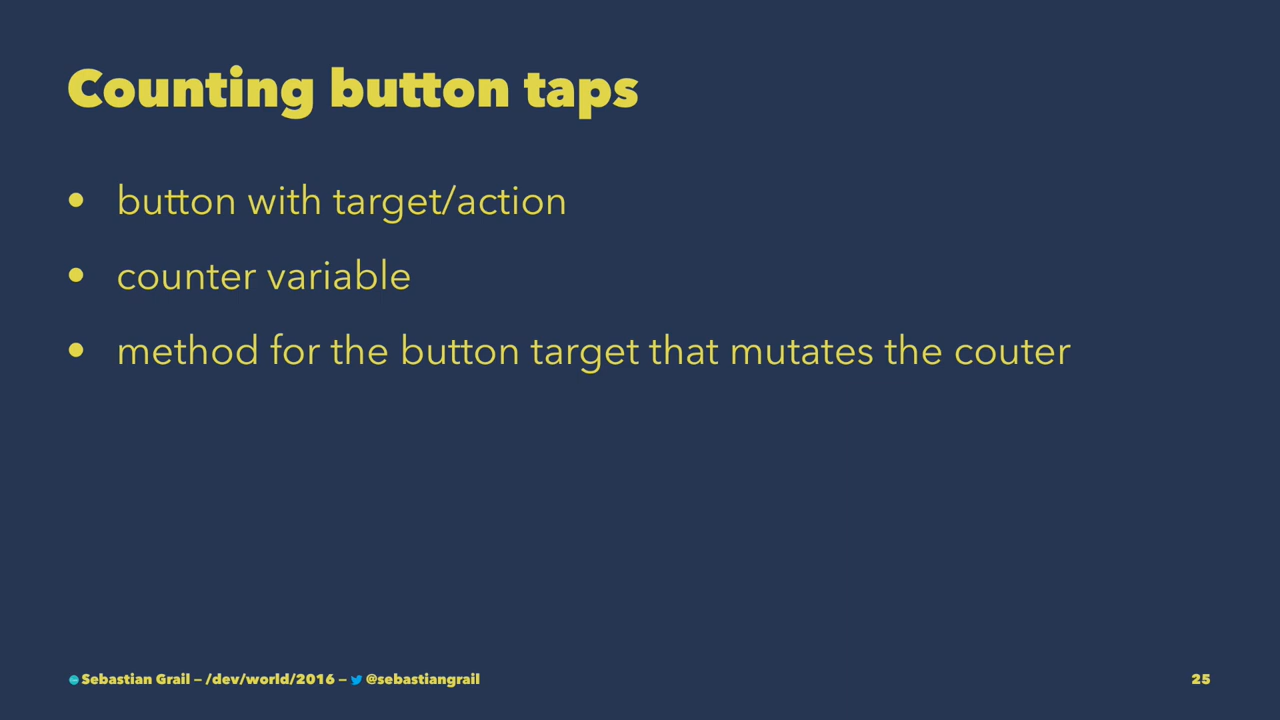 Counting button taps
• button with target/action
• counter variable
• method for the button target that mutates the couter
Sebastian Grail – /dev/world/2016 – @sebastiangrail
25